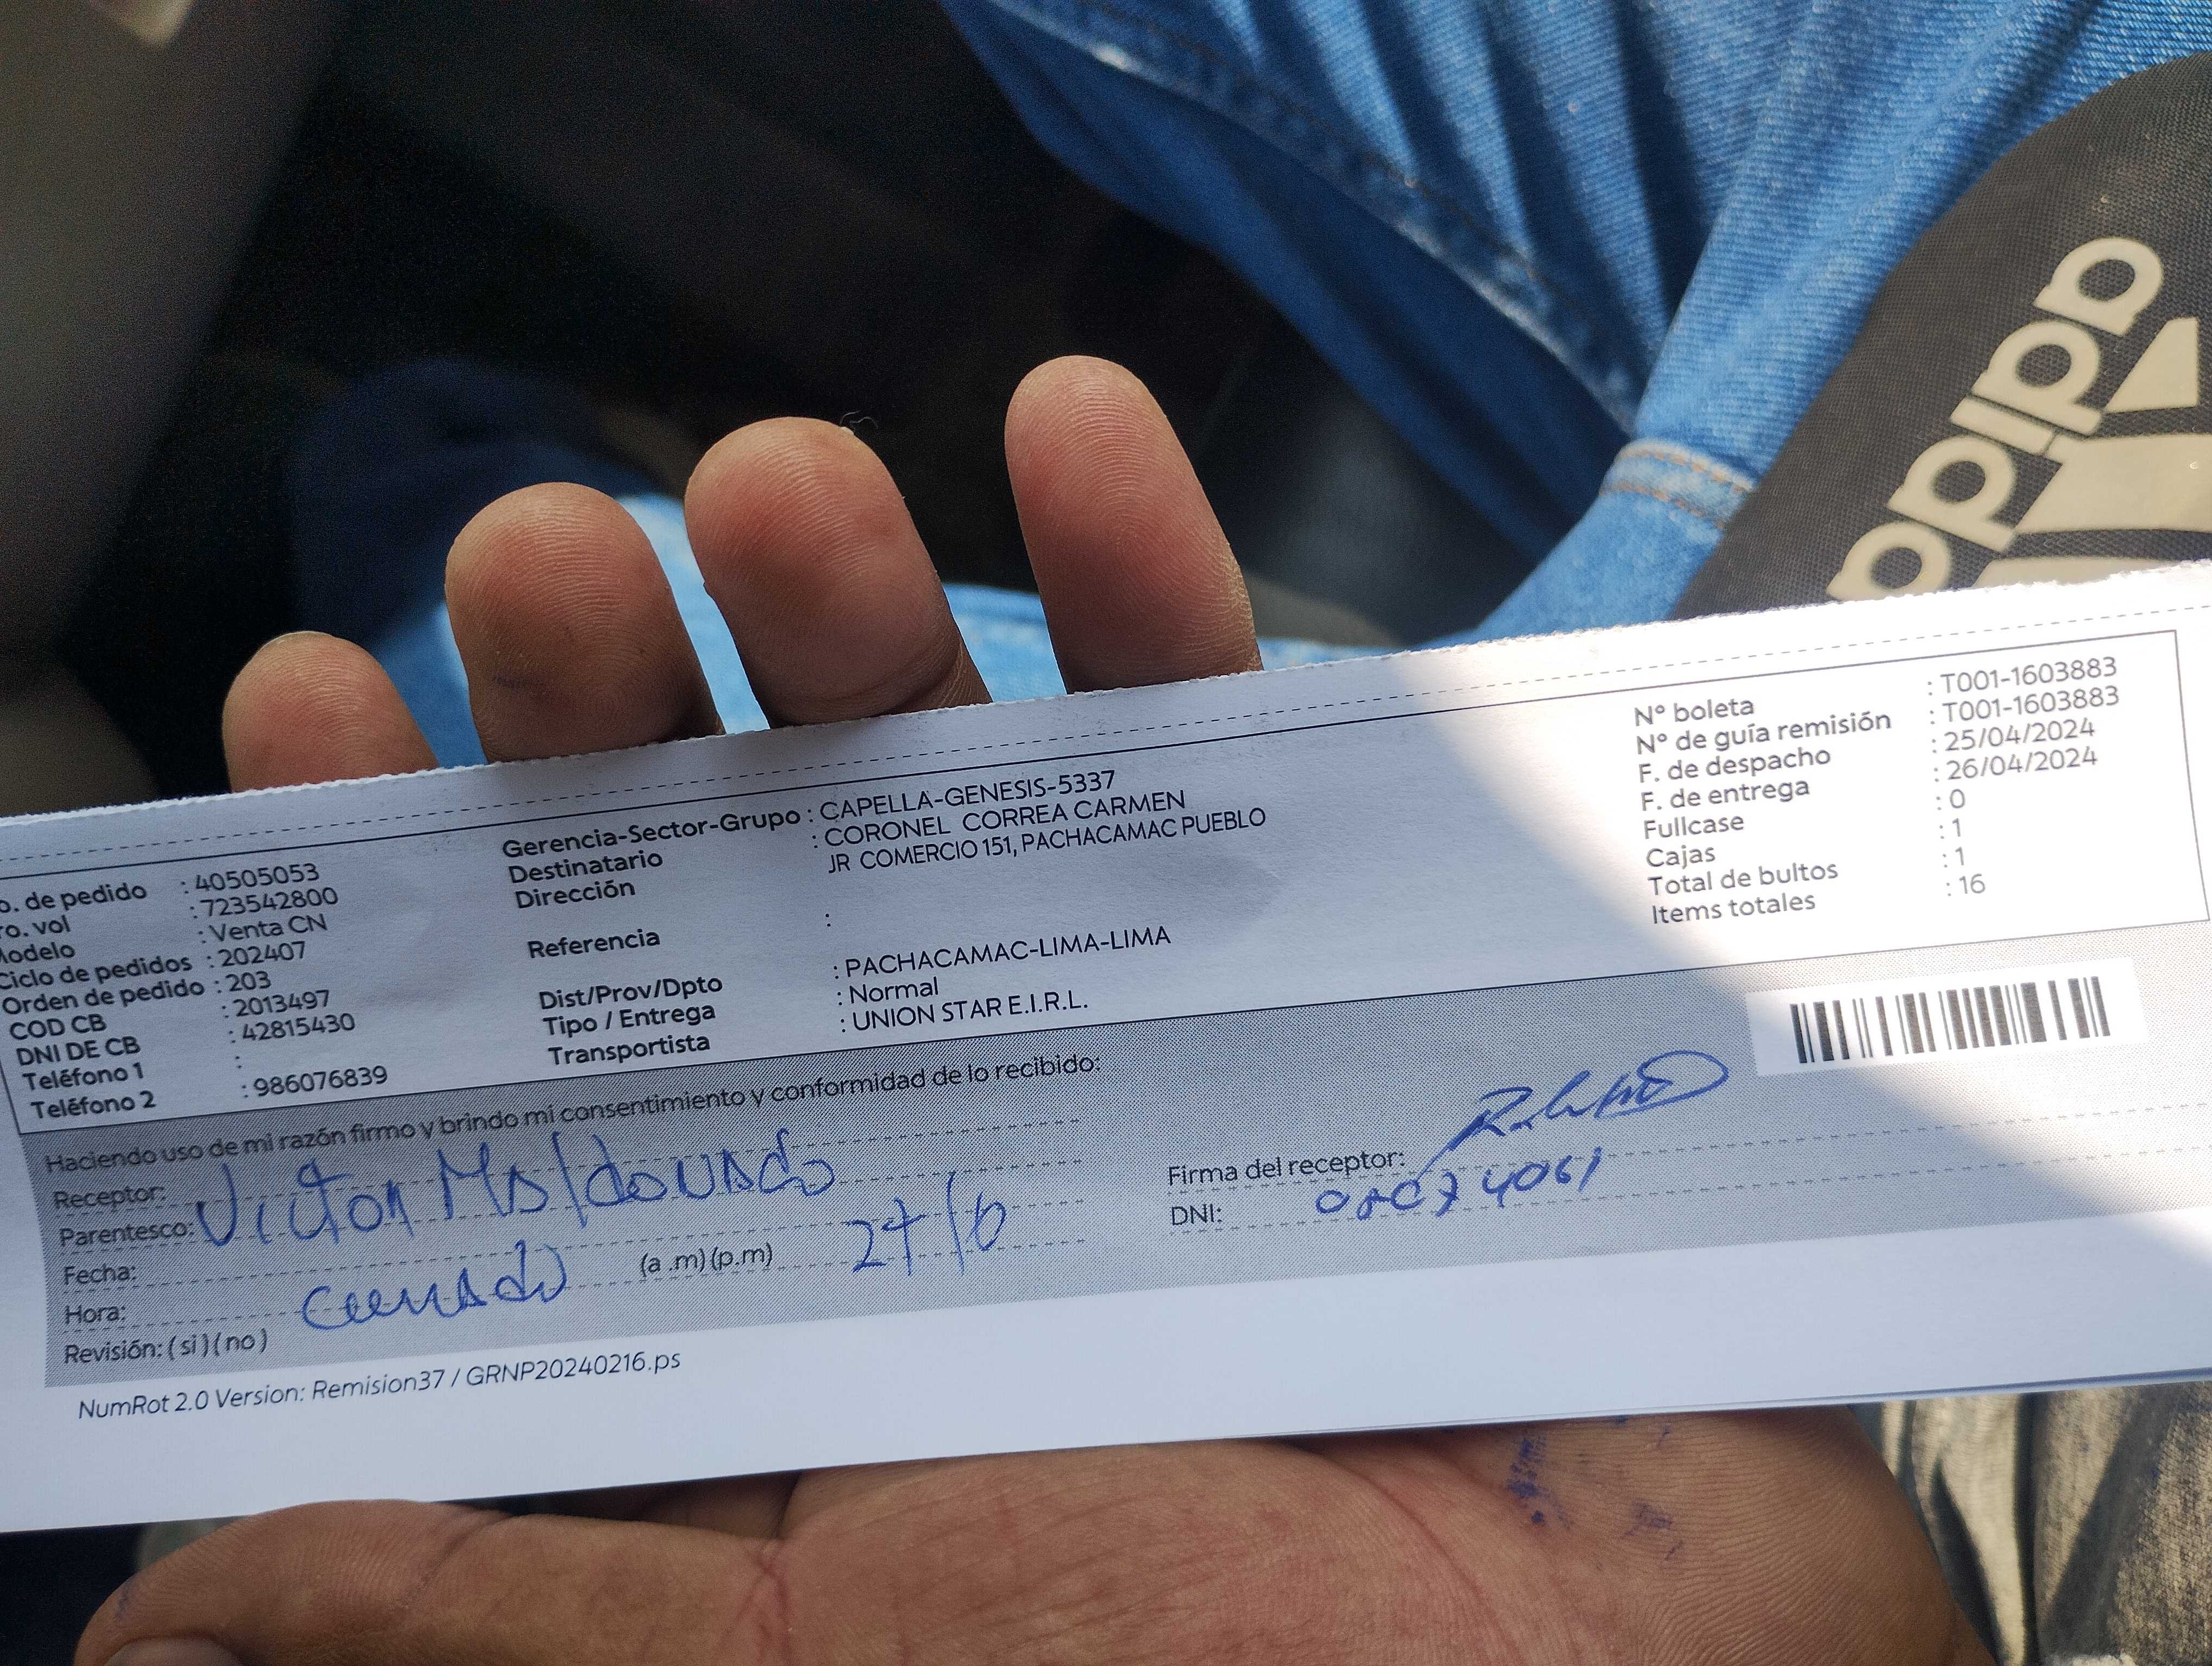 adidas
o. de pedido : 40505053
ro. vol : 723542800
Modelo : Venta CN
Ciclo de pedidos : 202407
Orden de pedido : 203
COD CB : 2013497
DNI DE CB : 42815430
Teléfono 1 :
Teléfono 2 : 986076839
Gerencia-Sector-Grupo : CAPELLA-GENESIS-5337
Destinatario : CORONEL CORREA CARMEN
Dirección JR COMERCIO 151, PACHACAMAC PUEBLO
Referencia :
Dist/Prov/Dpto : PACHACAMAC-LIMA-LIMA
Tipo / Entrega : Normal
Transportista : UNION STAR E.I.R.L.
Nº boleta : T001-1603883
Nº de guía remisión : T001-1603883
F. de despacho : 25/04/2024
F. de entrega : 26/04/2024
Fullcase : 0
Cajas : 1
Total de bultos : 1
Items totales : 16
Haciendo uso de mi razón firmo y brindo mi consentimiento y conformidad de lo recibido:
Receptor:
Parentesco: Victor Maldonado
Fecha:
Hora: (a .m) (p.m)
Revisión: ( si ) ( no )
Firma del receptor:
DNI:
NumRot 2.0 Version: Remision37 / GRNP20240216.ps